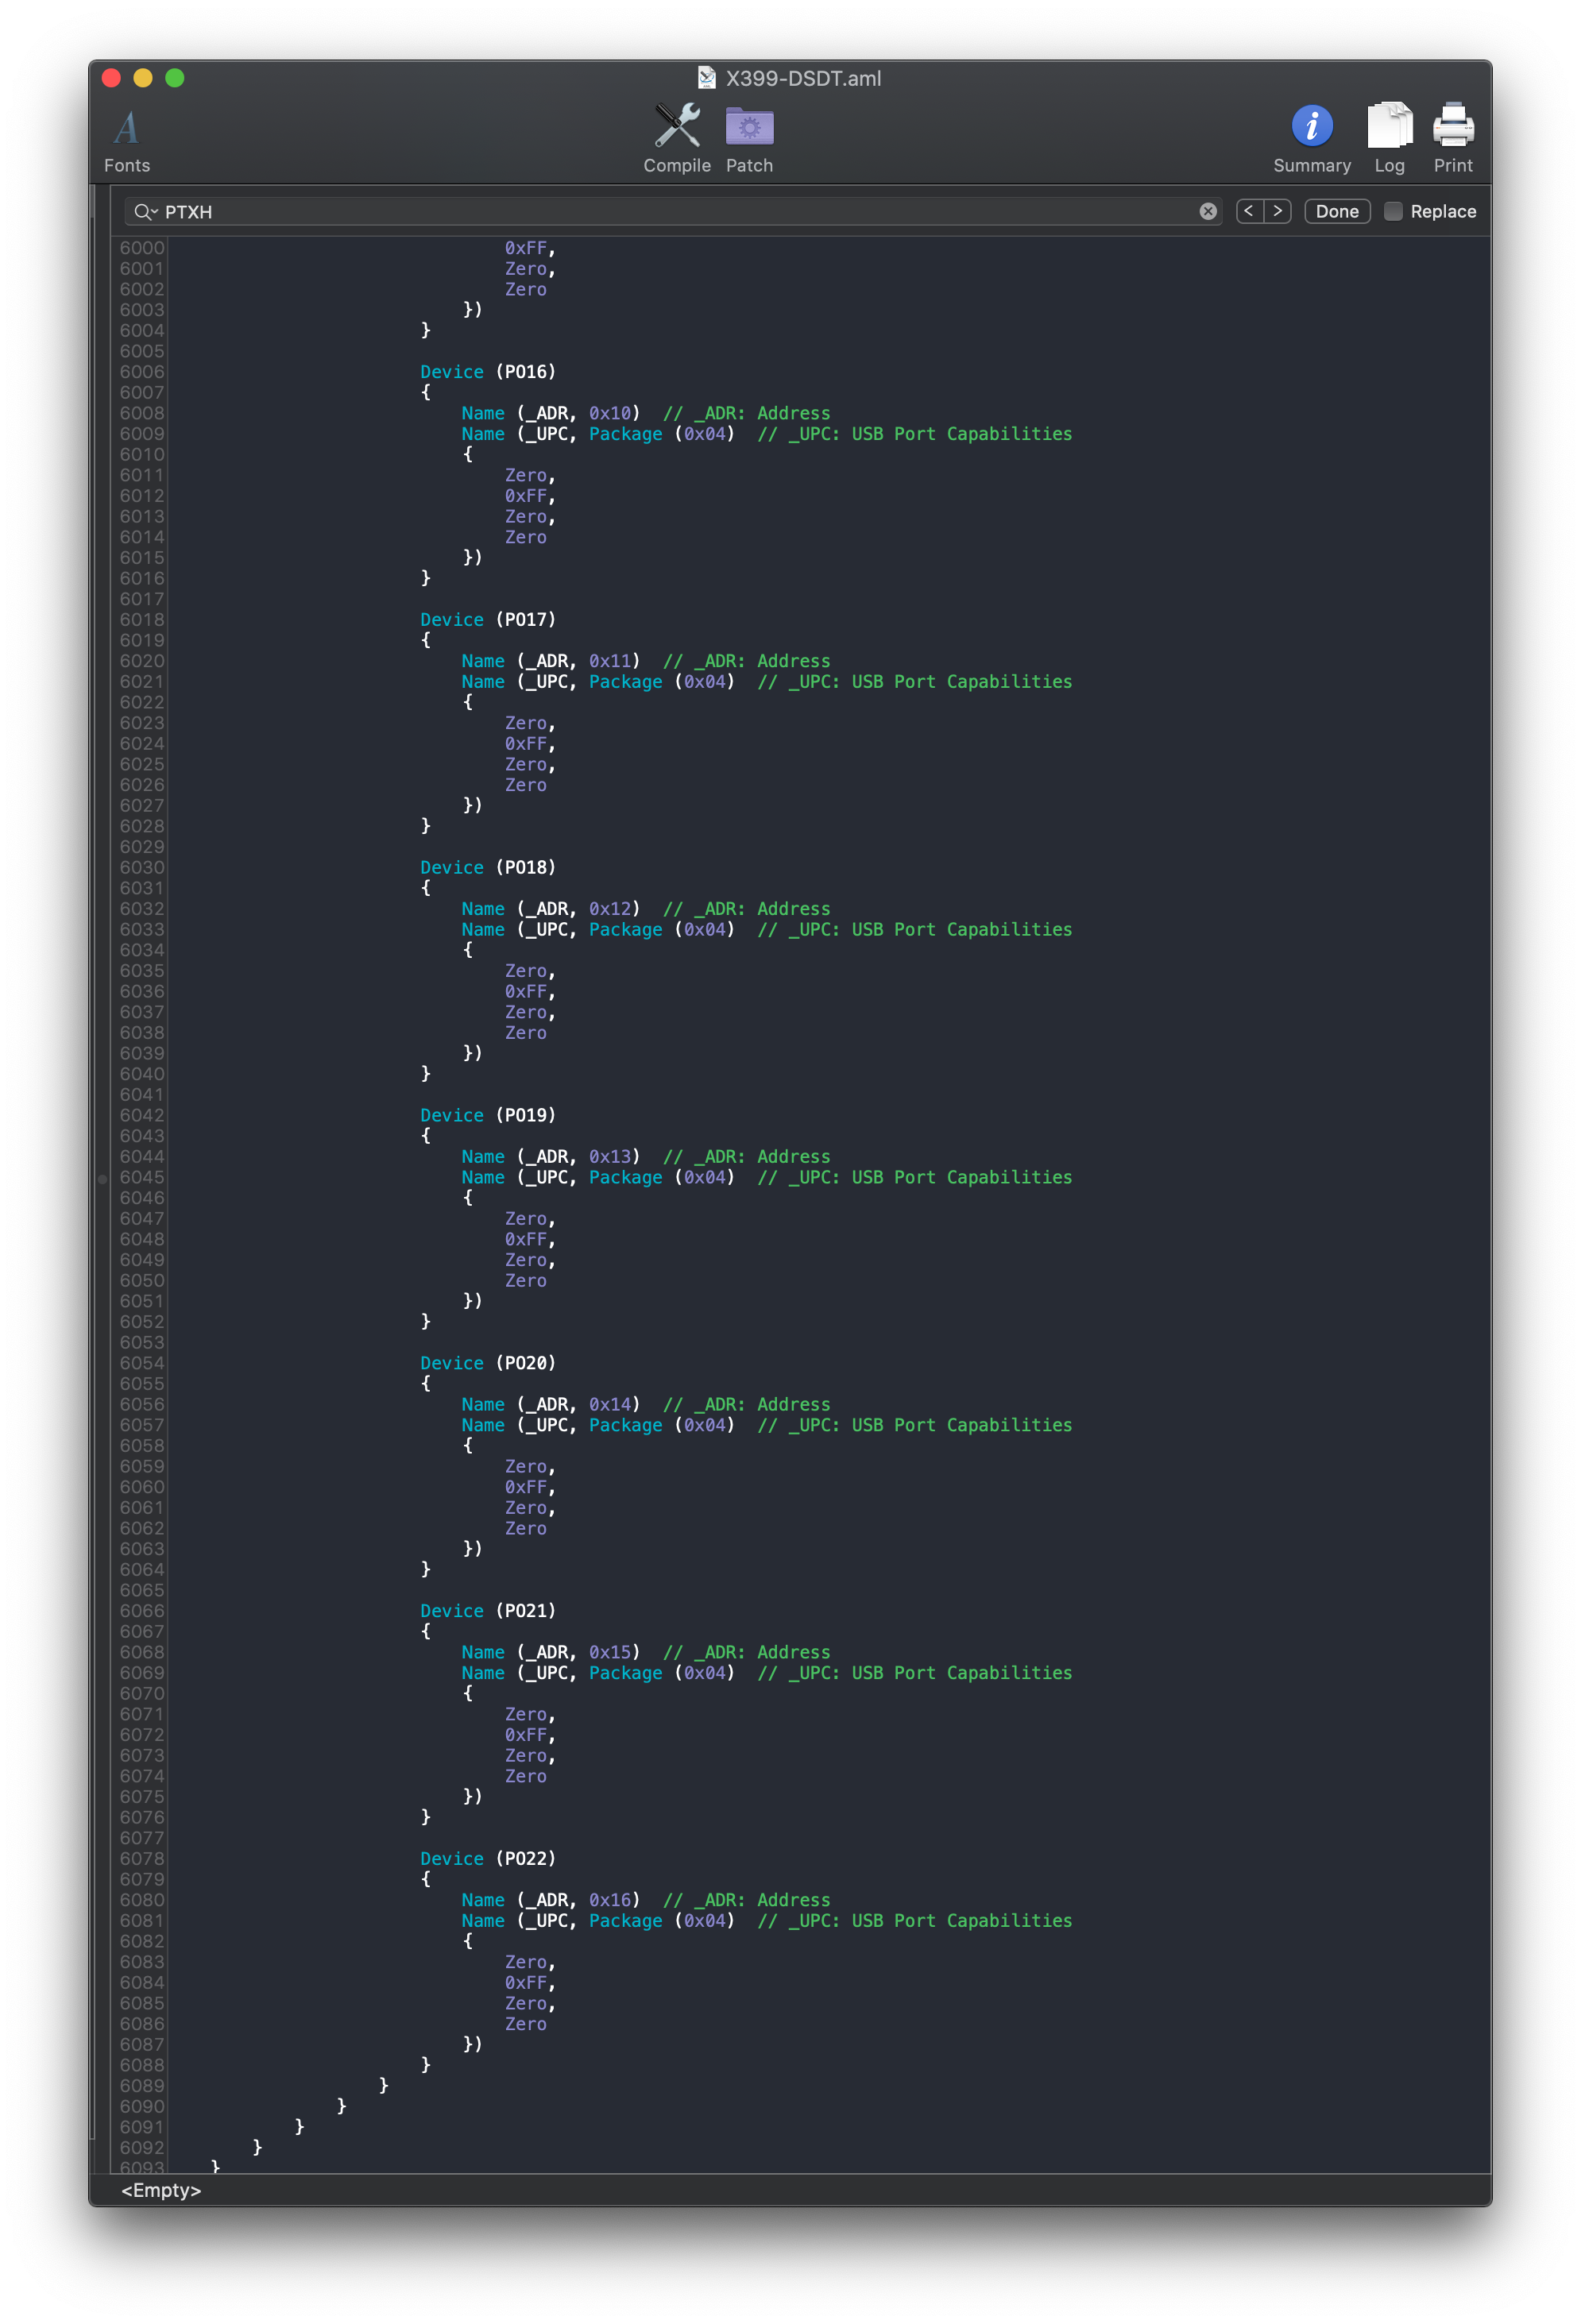 X399-DSDT.aml
Fonts
Compile Patch
Summary Log Print
PTXH
< > Done Replace
6000 0xFF,
6001 Zero,
6002 Zero
6003 })
6004 }
6005
6006 Device (PO16)
6007 {
6008 Name (_ADR, 0x10) // _ADR: Address
6009 Name (_UPC, Package (0x04) // _UPC: USB Port Capabilities
6010 {
6011 Zero,
6012 0xFF,
6013 Zero,
6014 Zero
6015 })
6016 }
6017
6018 Device (PO17)
6019 {
6020 Name (_ADR, 0x11) // _ADR: Address
6021 Name (_UPC, Package (0x04) // _UPC: USB Port Capabilities
6022 {
6023 Zero,
6024 0xFF,
6025 Zero,
6026 Zero
6027 })
6028 }
6029
6030 Device (PO18)
6031 {
6032 Name (_ADR, 0x12) // _ADR: Address
6033 Name (_UPC, Package (0x04) // _UPC: USB Port Capabilities
6034 {
6035 Zero,
6036 0xFF,
6037 Zero,
6038 Zero
6039 })
6040 }
6041
6042 Device (PO19)
6043 {
6044 Name (_ADR, 0x13) // _ADR: Address
6045 Name (_UPC, Package (0x04) // _UPC: USB Port Capabilities
6046 {
6047 Zero,
6048 0xFF,
6049 Zero,
6050 Zero
6051 })
6052 }
6053
6054 Device (PO20)
6055 {
6056 Name (_ADR, 0x14) // _ADR: Address
6057 Name (_UPC, Package (0x04) // _UPC: USB Port Capabilities
6058 {
6059 Zero,
6060 0xFF,
6061 Zero,
6062 Zero
6063 })
6064 }
6065
6066 Device (PO21)
6067 {
6068 Name (_ADR, 0x15) // _ADR: Address
6069 Name (_UPC, Package (0x04) // _UPC: USB Port Capabilities
6070 {
6071 Zero,
6072 0xFF,
6073 Zero,
6074 Zero
6075 })
6076 }
6077
6078 Device (PO22)
6079 {
6080 Name (_ADR, 0x16) // _ADR: Address
6081 Name (_UPC, Package (0x04) // _UPC: USB Port Capabilities
6082 {
6083 Zero,
6084 0xFF,
6085 Zero,
6086 Zero
6087 })
6088 }
6089 }
6090 }
6091 }
6092 }
6093 }
<Empty>